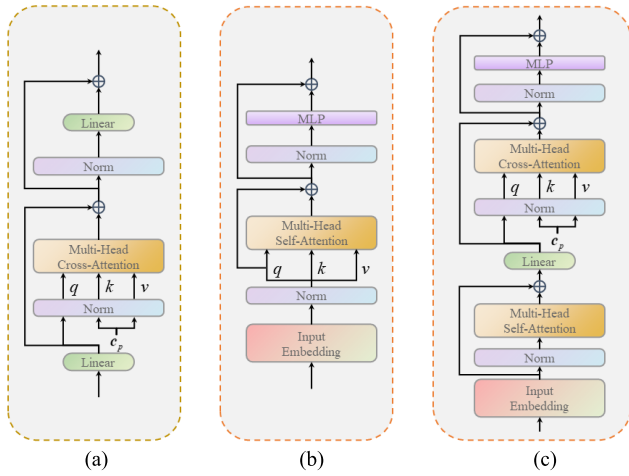 Linear
Norm
Multi-Head
Cross-Attention
q k v
Norm
c_p
Linear
(a)
MLP
Norm
Multi-Head
Self-Attention
q k v
Norm
Input
Embedding
(b)
MLP
Norm
Multi-Head
Cross-Attention
q k v
Norm
c_p
Linear
Multi-Head
Self-Attention
Norm
Input
Embedding
(c)